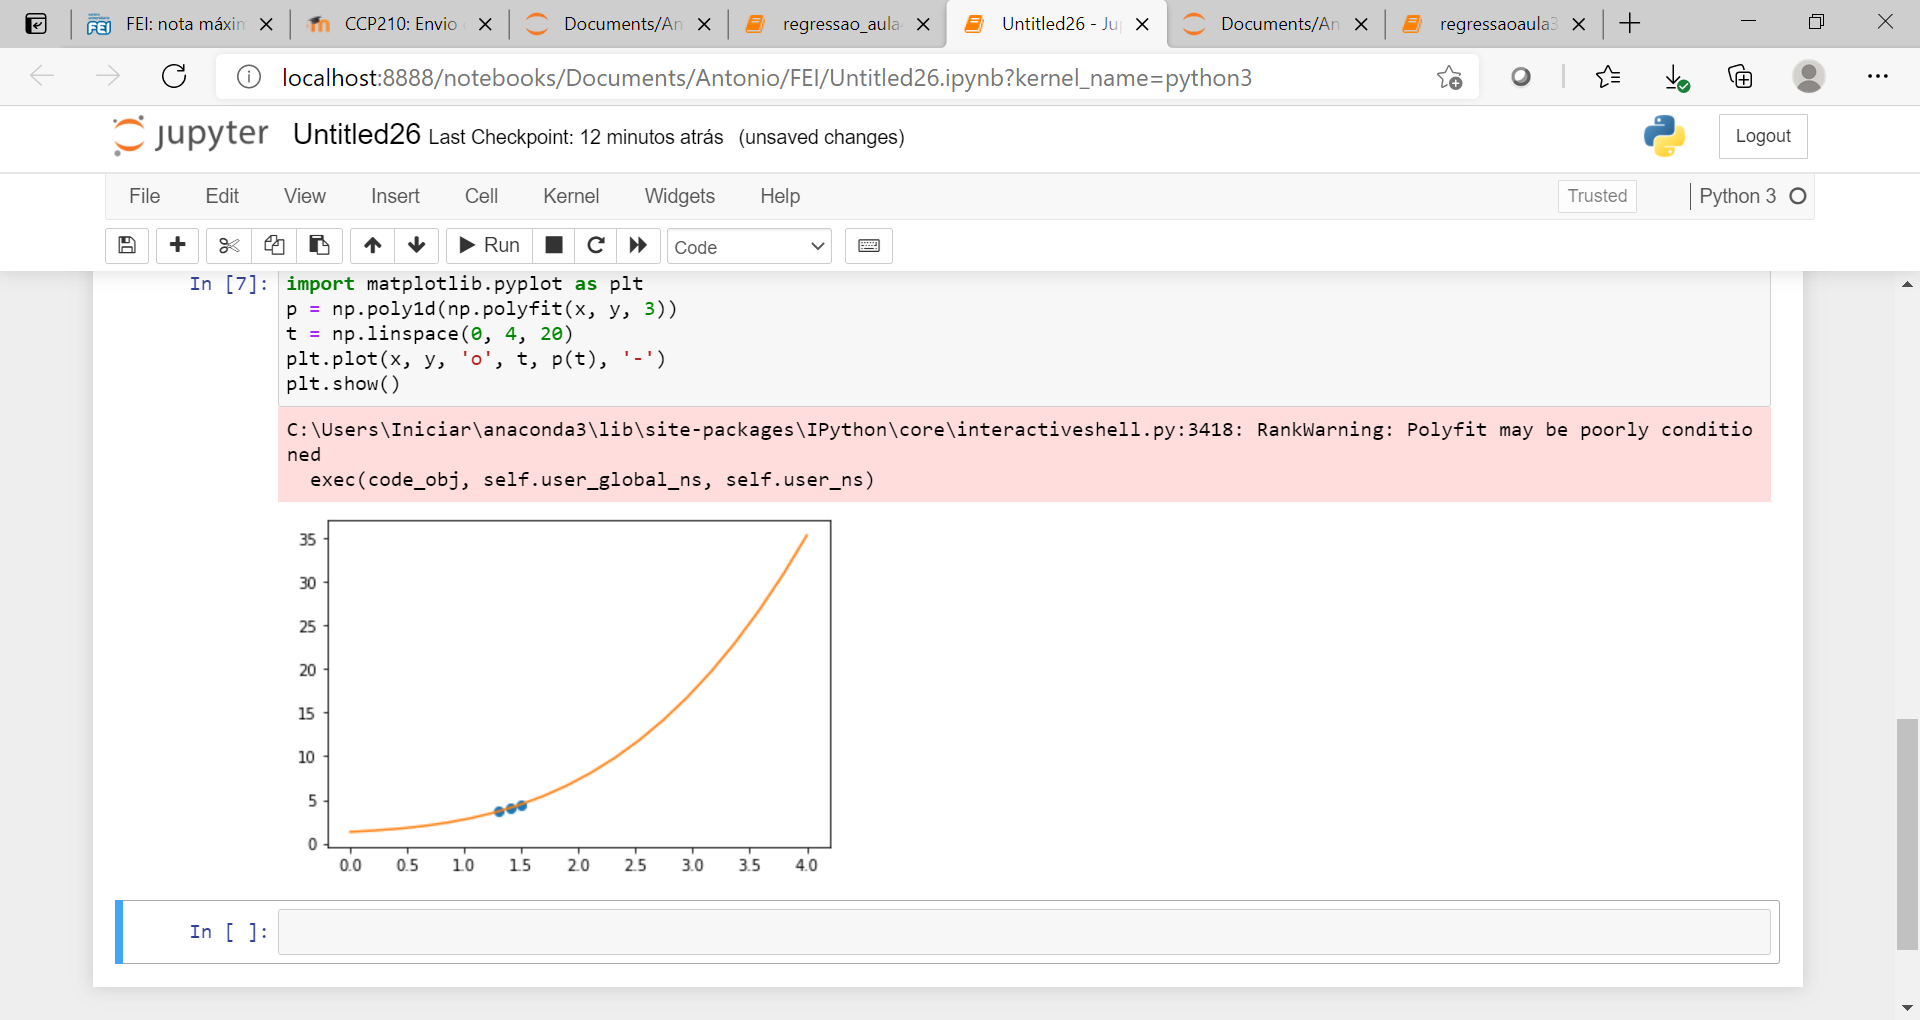 FEI FEI: nota máxin
CCP210: Envio
Documents/An
regressao_aula
Untitled26 - Ju
Documents/An
regressaoaula3
localhost:8888/notebooks/Documents/Antonio/FEI/Untitled26.ipynb?kernel_name=python3
jupyter Untitled26 Last Checkpoint: 12 minutos atrás (unsaved changes)
Logout
File Edit View Insert Cell Kernel Widgets Help
Trusted
Python 3
Run
Code
In [7]:
import matplotlib.pyplot as plt
p = np.poly1d(np.polyfit(x, y, 3))
t = np.linspace(0, 4, 20)
plt.plot(x, y, 'o', t, p(t), '-')
plt.show()
C:\Users\Iniciar\anaconda3\lib\site-packages\IPython\core\interactiveshell.py:3418: RankWarning: Polyfit may be poorly conditio
ned
exec(code_obj, self.user_global_ns, self.user_ns)
35
30
25
20
15
10
5
0
0.0 0.5 1.0 1.5 2.0 2.5 3.0 3.5 4.0
In [ ]: